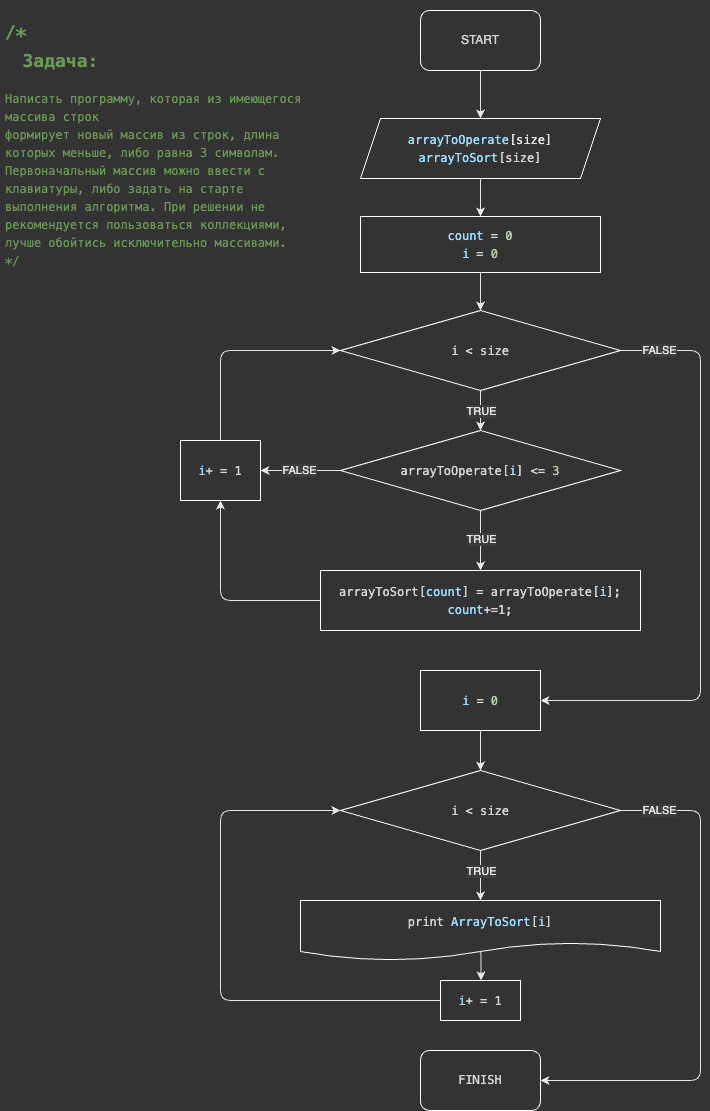 /*
Задача:
Написать программу, которая из имеющегося
массива строк
формирует новый массив из строк, длина
которых меньше, либо равна 3 символам.
Первоначальный массив можно ввести с
клавиатуры, либо задать на старте
выполнения алгоритма. При решении не
рекомендуется пользоваться коллекциями,
лучше обойтись исключительно массивами.
*/
START
arrayToOperate[size]
arrayToSort[size]
count = 0
i = 0
i < size
FALSE
TRUE
i+ = 1
FALSE
arrayToOperate[i] <= 3
TRUE
arrayToSort[count] = arrayToOperate[i];
count+=1;
i = 0
i < size
FALSE
TRUE
print ArrayToSort[i]
i+ = 1
FINISH